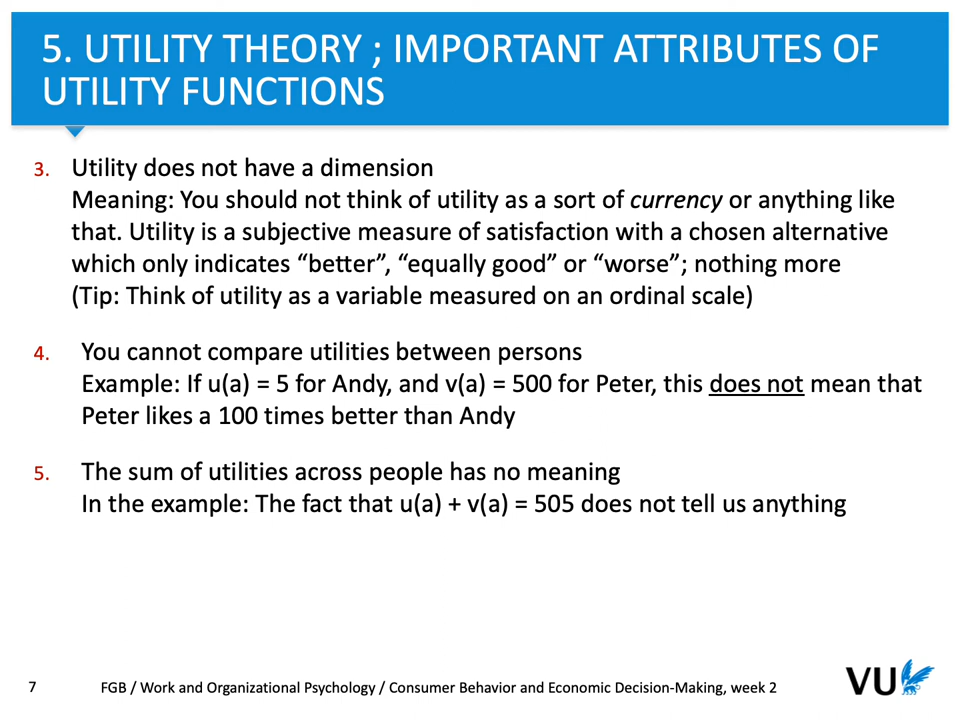 5. UTILITY THEORY ; IMPORTANT ATTRIBUTES OF
UTILITY FUNCTIONS
3. Utility does not have a dimension
Meaning: You should not think of utility as a sort of currency or anything like
that. Utility is a subjective measure of satisfaction with a chosen alternative
which only indicates “better”, “equally good” or “worse”; nothing more
(Tip: Think of utility as a variable measured on an ordinal scale)
4. You cannot compare utilities between persons
Example: If u(a) = 5 for Andy, and v(a) = 500 for Peter, this does not mean that
Peter likes a 100 times better than Andy
5. The sum of utilities across people has no meaning
In the example: The fact that u(a) + v(a) = 505 does not tell us anything
7 FGB / Work and Organizational Psychology / Consumer Behavior and Economic Decision-Making, week 2
VU